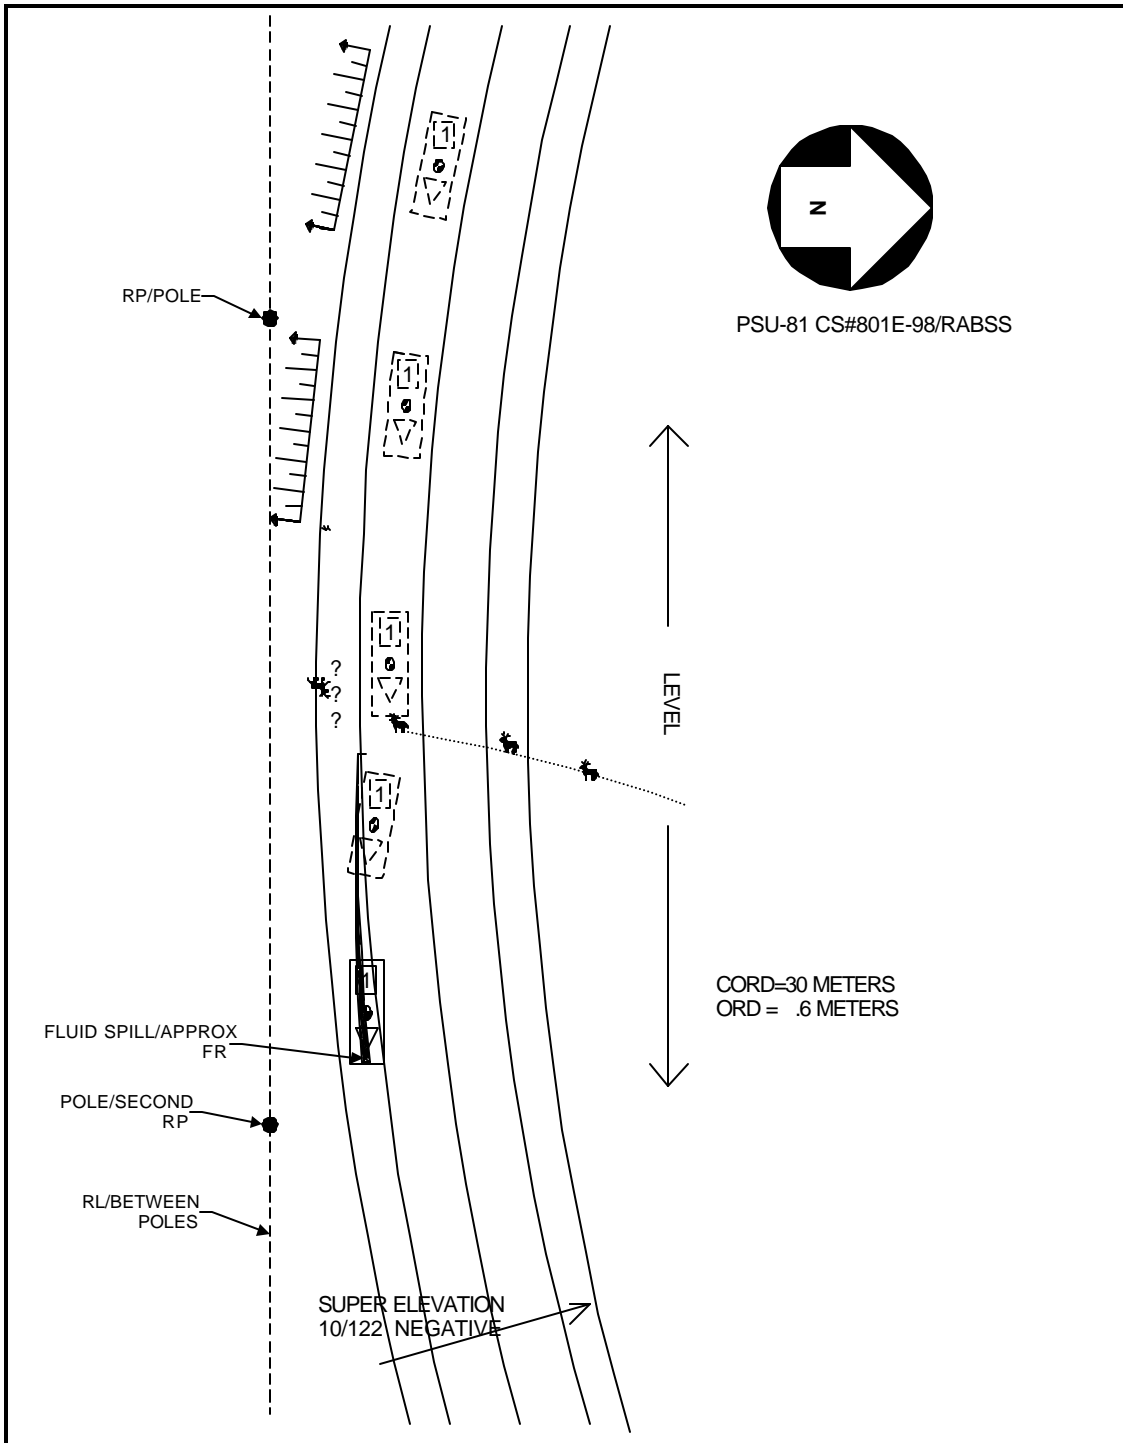 1
N
RP/POLE
PSU-81 CS#801E-98/RABSS
1
1
?
?
?
LEVEL
1
1
CORD=30 METERS
ORD = .6 METERS
FLUID SPILL/APPROX
FR
POLE/SECOND
RP
RL/BETWEEN
POLES
SUPER ELEVATION
10/122 NEGATIVE